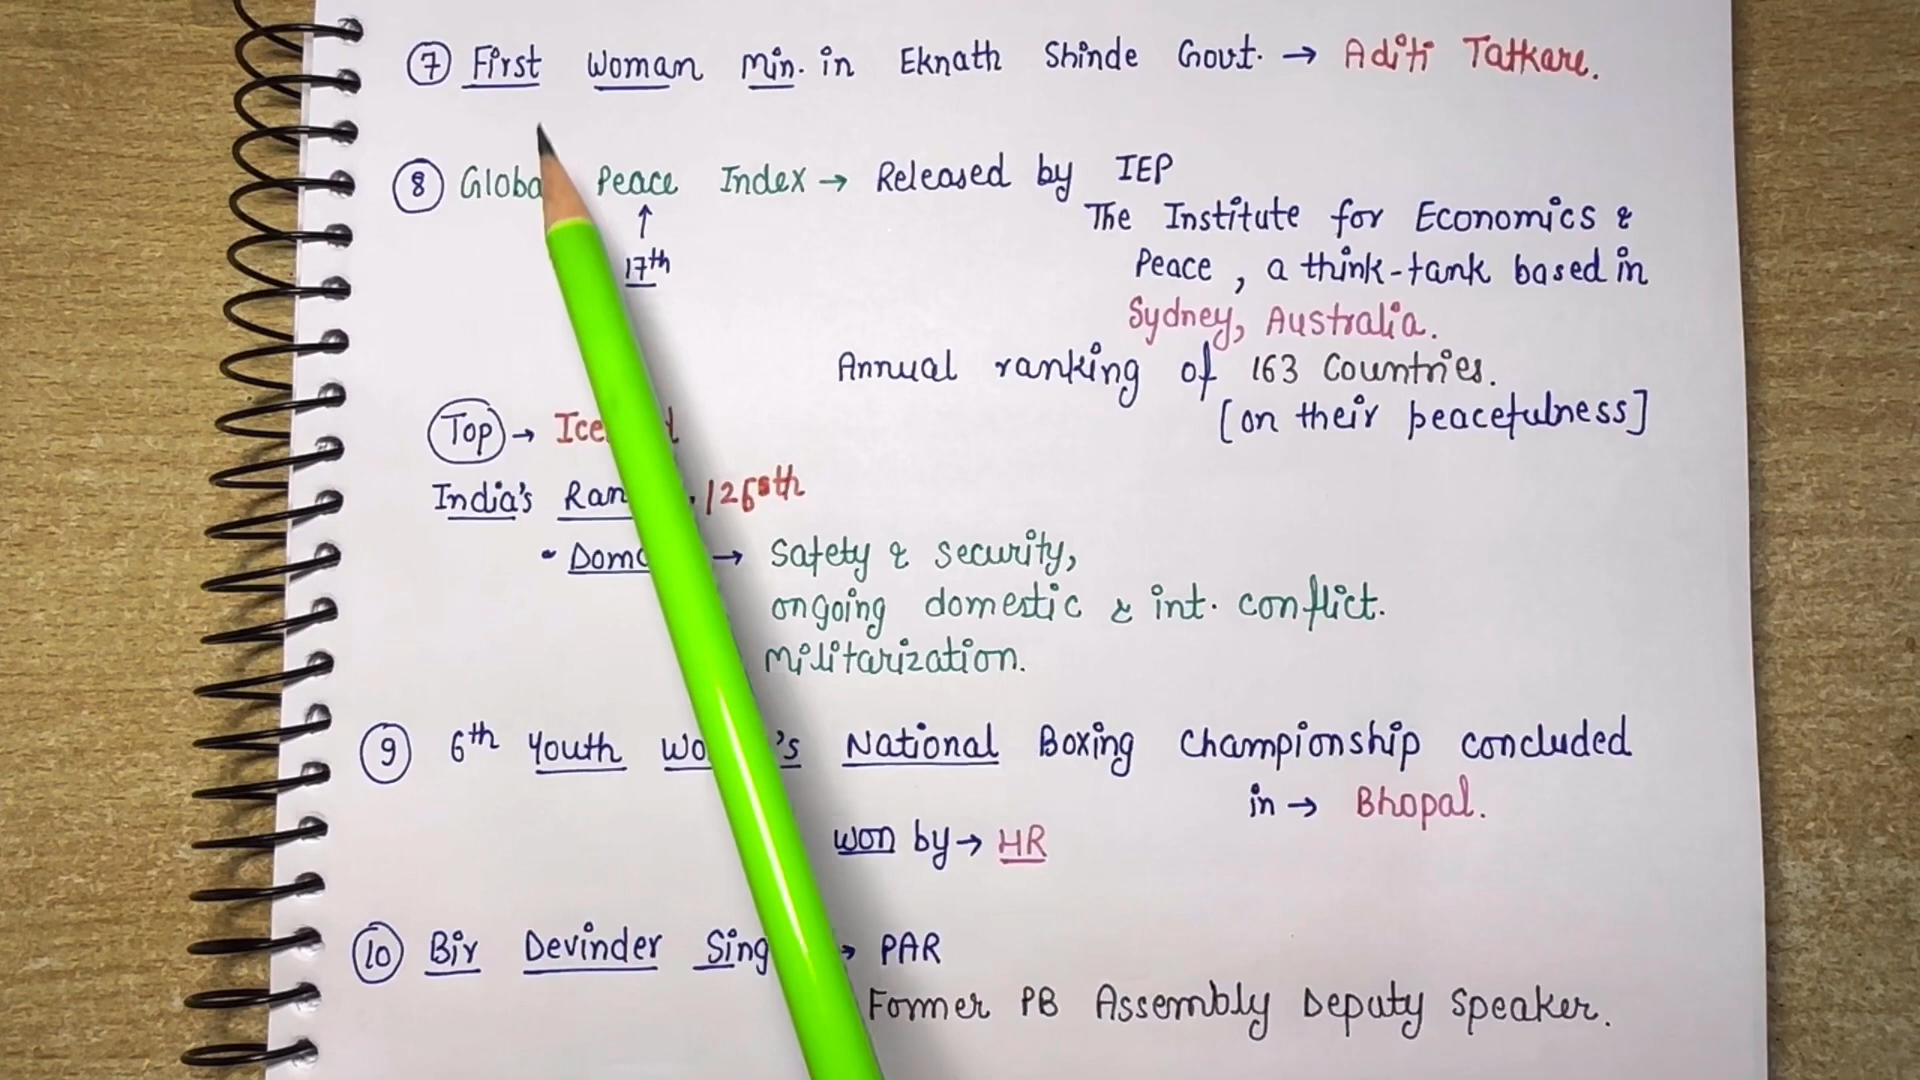 7 First Woman Min. in Eknath Shinde Govt. → Aditi Tatkare.
8 Globa Peace Index → Released by IEP
↑ The Institute for Economics &
17th Peace, a think-tank based in
Sydney, Australia.
Annual ranking of 163 Countries.
[on their peacefulness]
Top → Ice
India's Ran 126th
• Doma → Safety & security,
ongoing domestic & int. conflict.
Militarization.
9 6th Youth Wo 's National Boxing Championship concluded
in → Bhopal.
won by → HR
10 Bir Devinder Sing → PAR
Former PB Assembly Deputy Speaker.